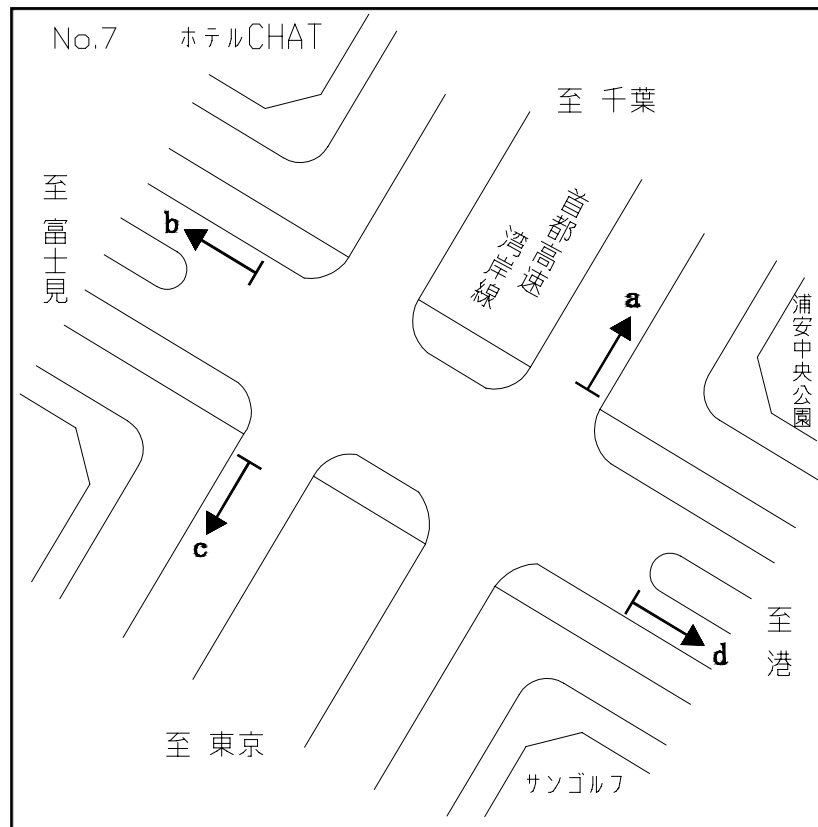 No.7
ホテルCHAT
至 千葉
至 富士見
首都高速
湾岸線
浦安中央公園
a
b
c
d
至 港
至 東京
サンゴルフ